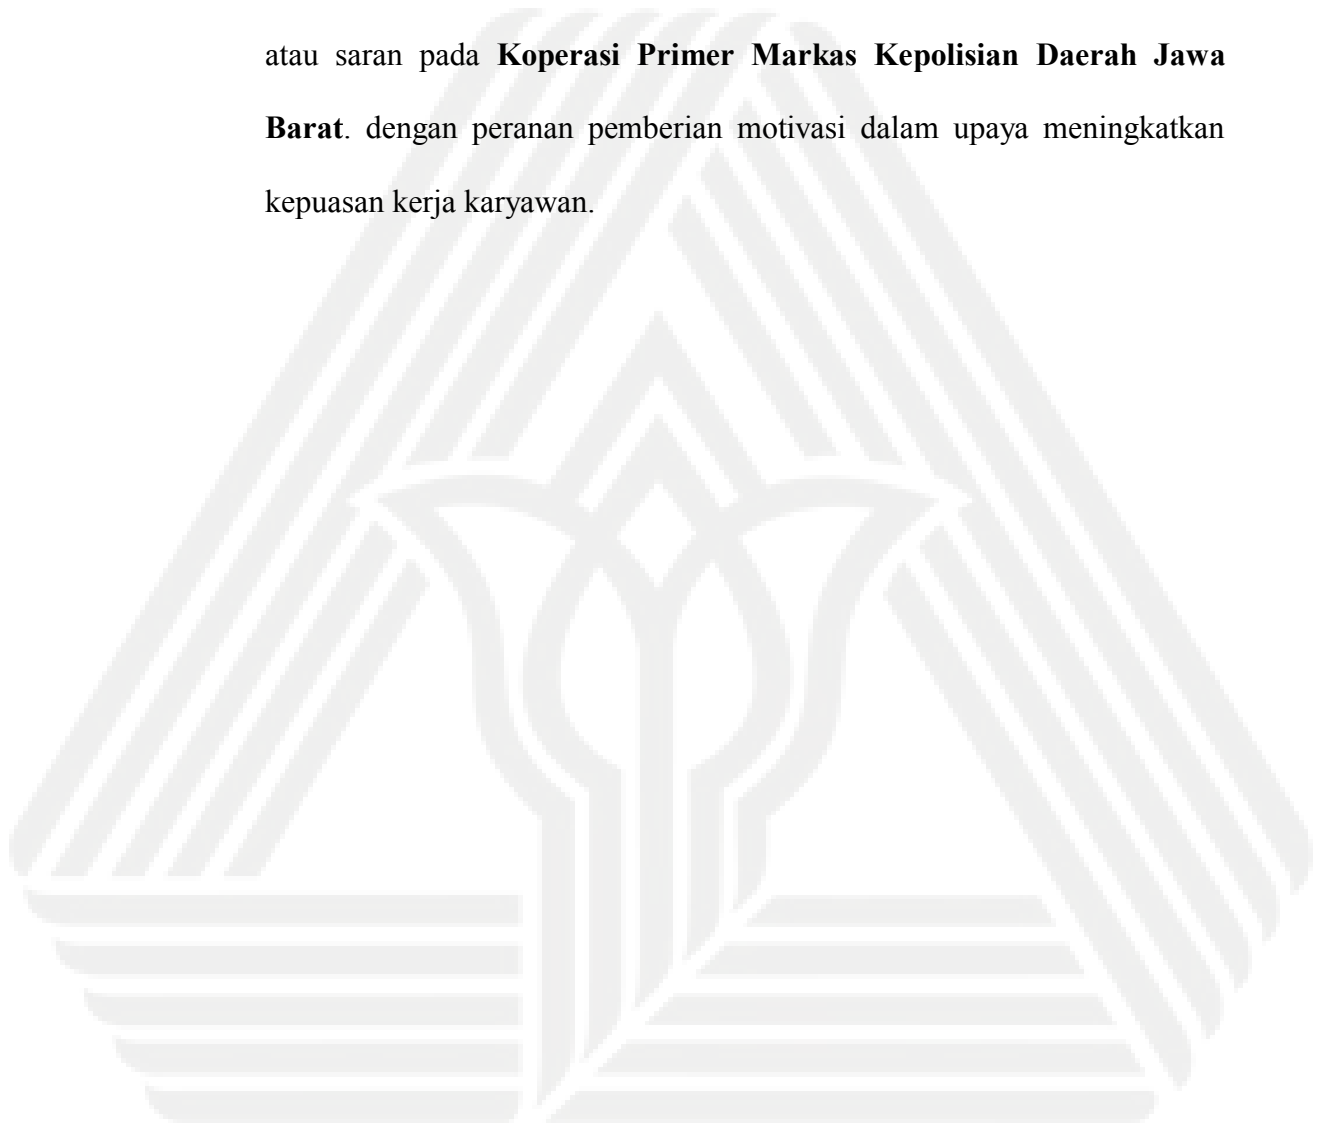 atau saran pada Koperasi Primer Markas Kepolisian Daerah Jawa
Barat. dengan peranan pemberian motivasi dalam upaya meningkatkan
kepuasan kerja karyawan.